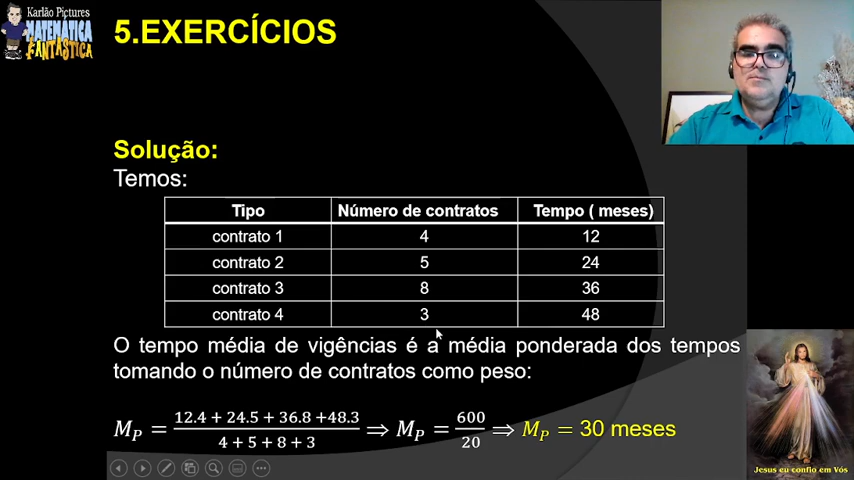 Karlão Pictures
MATEMÁTICA
FANTÁSTICA
5.EXERCÍCIOS
Solução:
Temos:
Tipo Número de contratos Tempo ( meses)
contrato 1 4 12
contrato 2 5 24
contrato 3 8 36
contrato 4 3 48
O tempo média de vigências é a média ponderada dos tempos
tomando o número de contratos como peso:
M_P = (12.4 + 24.5 + 36.8 +48.3)/(4 + 5 + 8 + 3) ⇒ M_P = 600/20 ⇒ M_P = 30 meses
Jesus eu confio em Vós